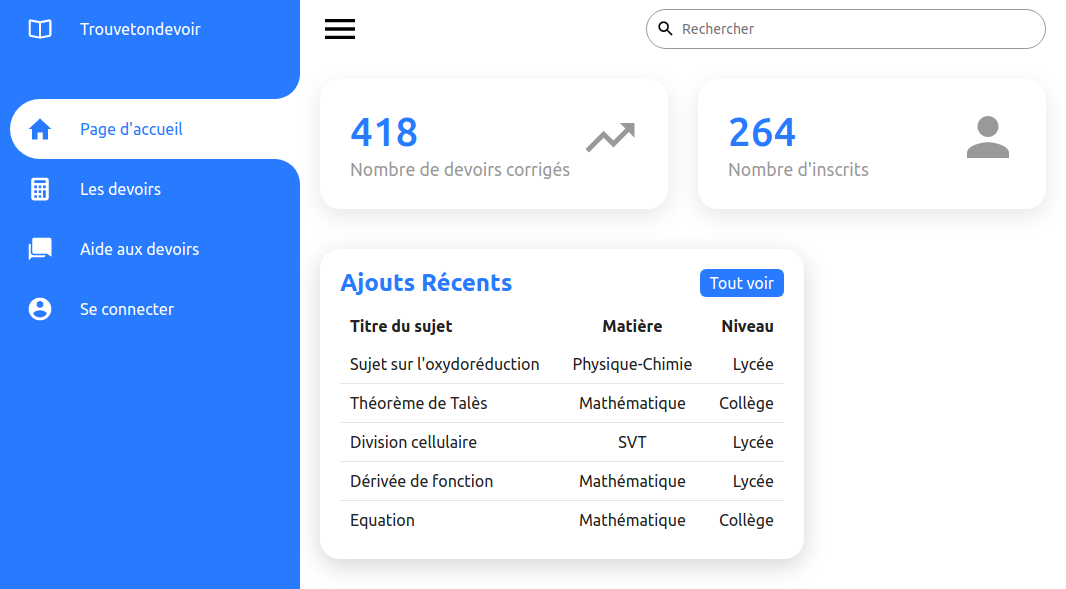 Trouvetondevoir
Rechercher
Page d'accueil
Les devoirs
Aide aux devoirs
Se connecter
418
Nombre de devoirs corrigés
264
Nombre d'inscrits
Ajouts Récents
Tout voir
Titre du sujet Matière Niveau
Sujet sur l'oxydoréduction Physique-Chimie Lycée
Théorème de Talès Mathématique Collège
Division cellulaire SVT Lycée
Dérivée de fonction Mathématique Lycée
Equation Mathématique Collège